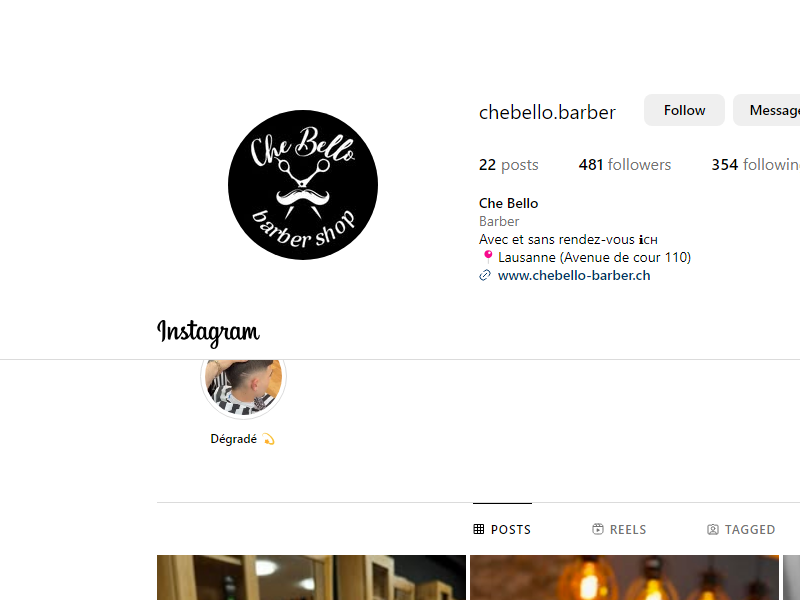 chebello.barber
Follow
Message
Che Bello
barber shop
22 posts
481 followers
354 followin
Che Bello
Barber
Avec et sans rendez-vous ℹ️ᴄʜ
📍 Lausanne (Avenue de cour 110)
www.chebello-barber.ch
Instagram
Dégradé 💫
POSTS
REELS
TAGGED